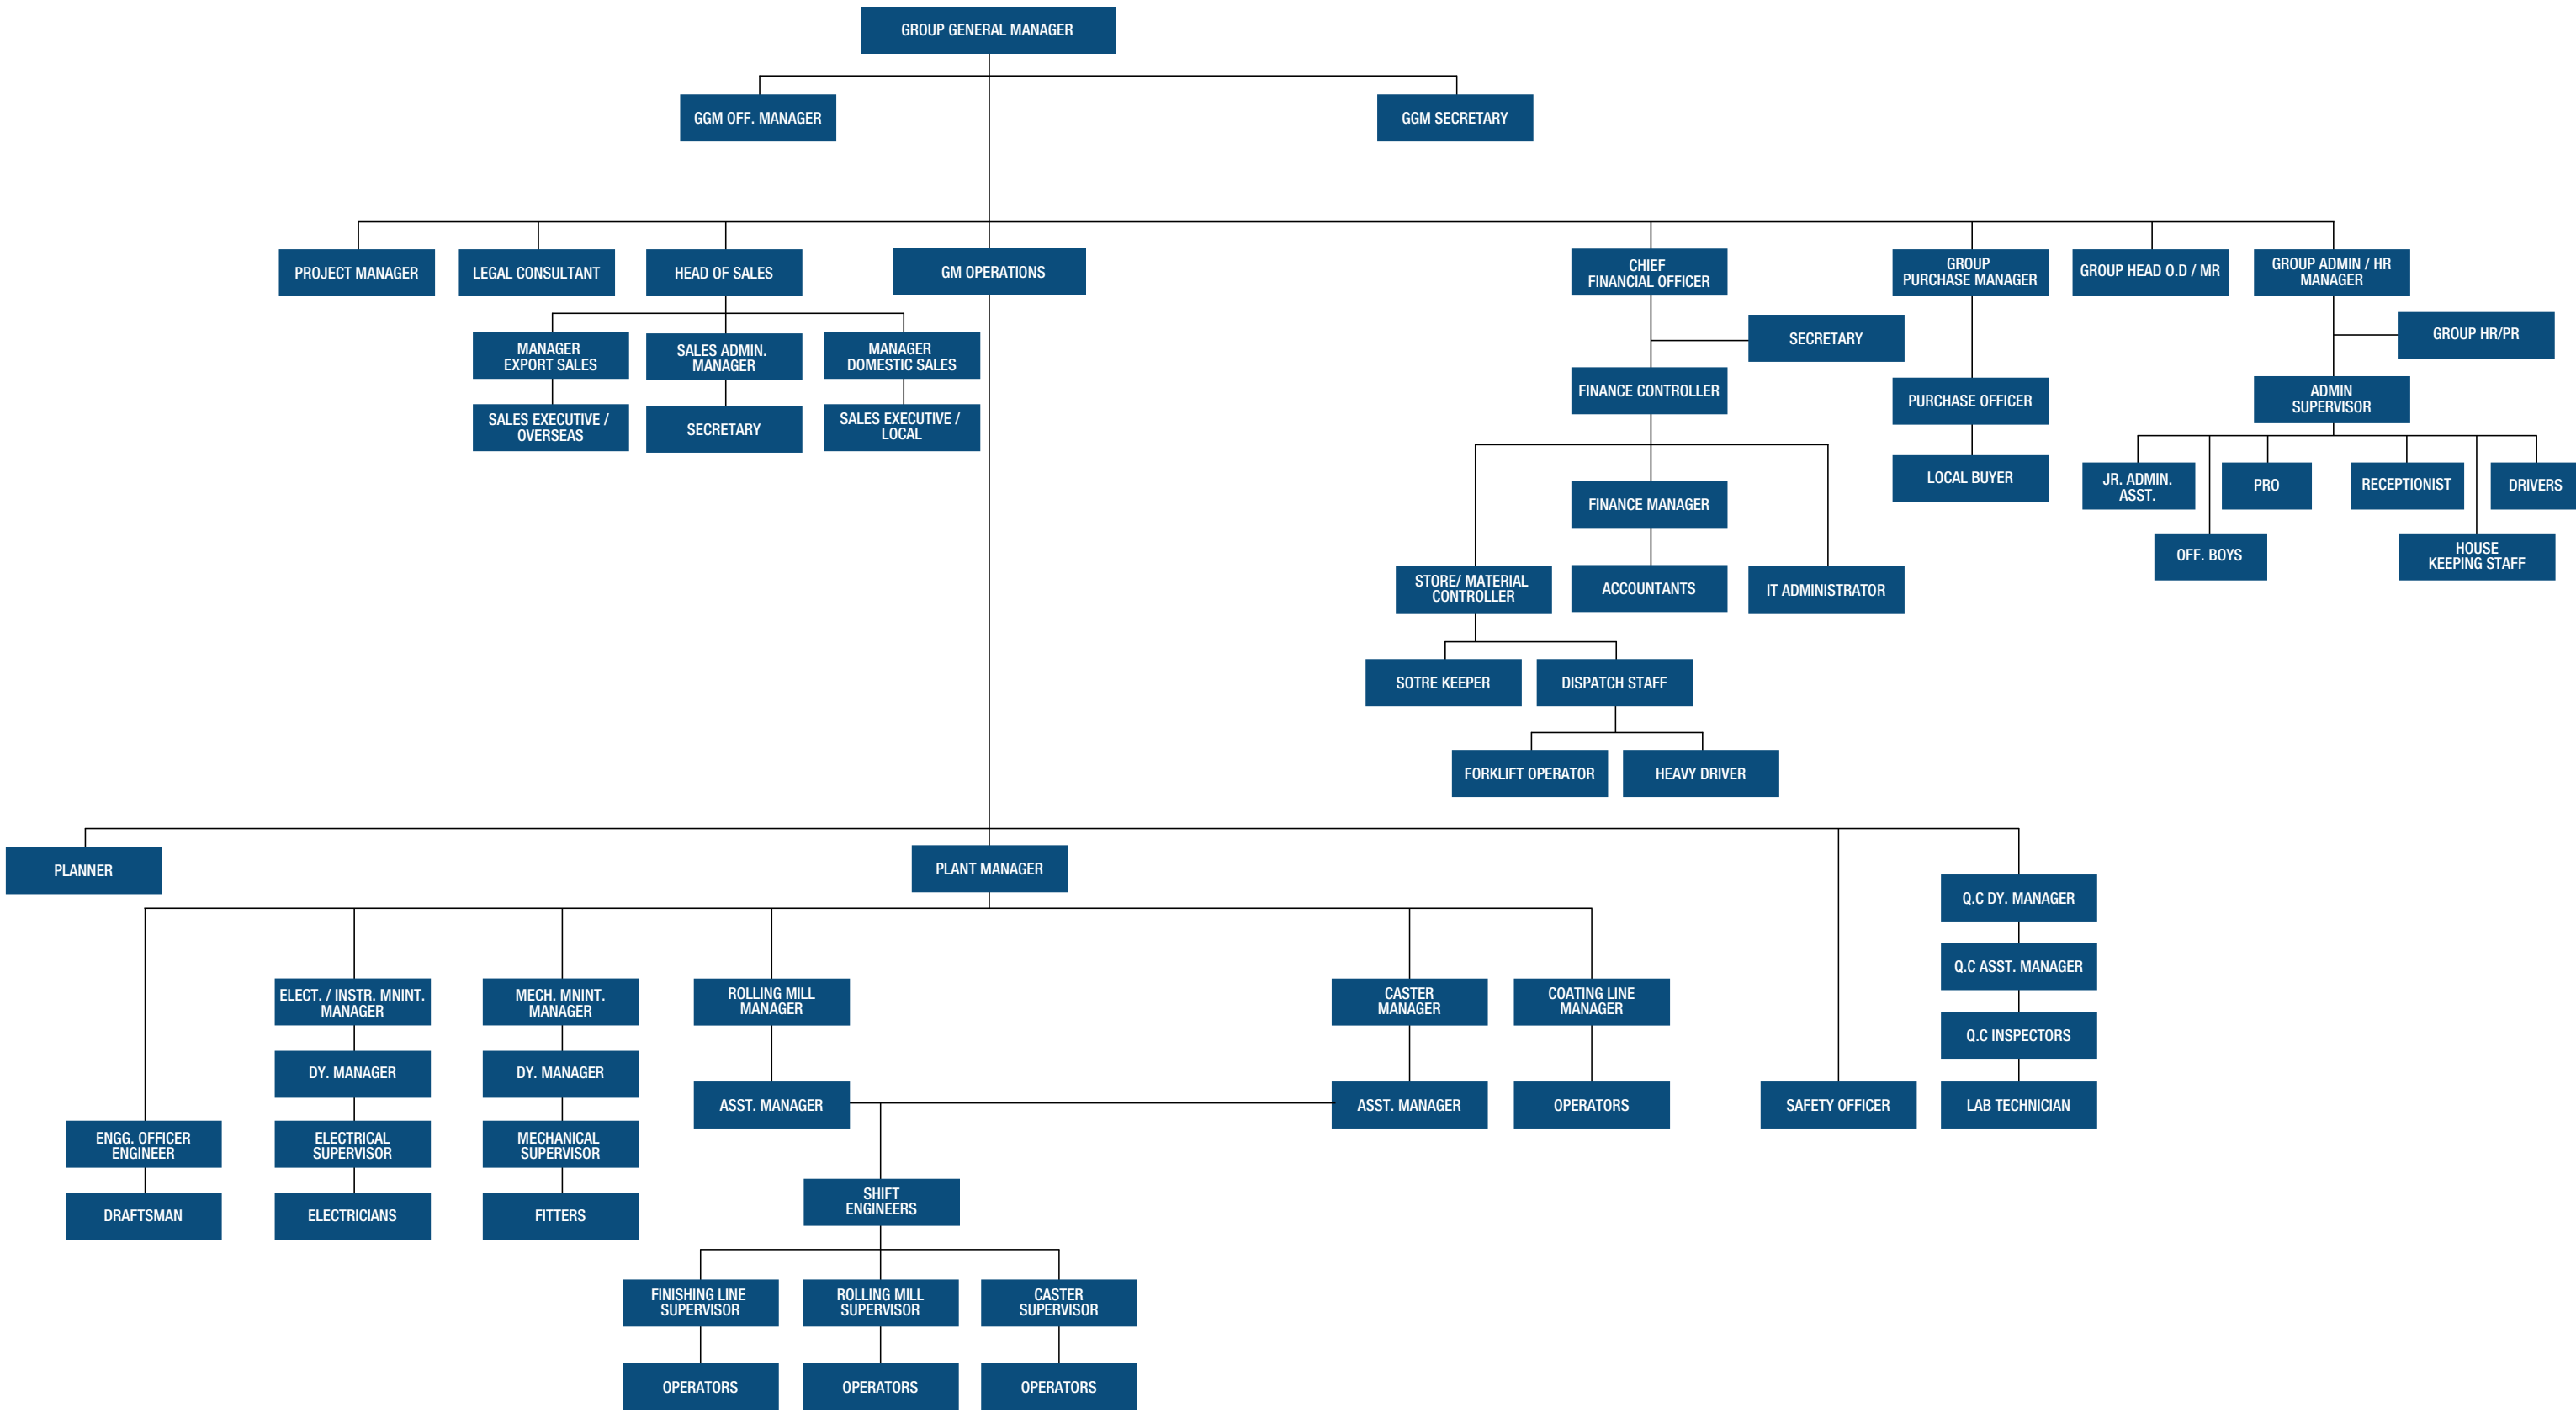 GROUP GENERAL MANAGER
GGM OFF. MANAGER
GGM SECRETARY
PROJECT MANAGER
LEGAL CONSULTANT
HEAD OF SALES
GM OPERATIONS
CHIEF
FINANCIAL OFFICER
GROUP
PURCHASE MANAGER
GROUP HEAD O.D / MR
GROUP ADMIN / HR
MANAGER
MANAGER
EXPORT SALES
SALES ADMIN.
MANAGER
MANAGER
DOMESTIC SALES
SECRETARY
GROUP HR/PR
SALES EXECUTIVE /
OVERSEAS
SECRETARY
SALES EXECUTIVE /
LOCAL
FINANCE CONTROLLER
PURCHASE OFFICER
ADMIN
SUPERVISOR
LOCAL BUYER
JR. ADMIN.
ASST.
PRO
RECEPTIONIST
DRIVERS
FINANCE MANAGER
OFF. BOYS
HOUSE
KEEPING STAFF
STORE/ MATERIAL
CONTROLLER
ACCOUNTANTS
IT ADMINISTRATOR
SOTRE KEEPER
DISPATCH STAFF
FORKLIFT OPERATOR
HEAVY DRIVER
PLANNER
PLANT MANAGER
Q.C DY. MANAGER
Q.C ASST. MANAGER
ELECT. / INSTR. MNINT.
MANAGER
MECH. MNINT.
MANAGER
ROLLING MILL
MANAGER
CASTER
MANAGER
COATING LINE
MANAGER
Q.C INSPECTORS
DY. MANAGER
DY. MANAGER
ASST. MANAGER
ASST. MANAGER
OPERATORS
SAFETY OFFICER
LAB TECHNICIAN
ENGG. OFFICER
ENGINEER
ELECTRICAL
SUPERVISOR
MECHANICAL
SUPERVISOR
DRAFTSMAN
ELECTRICIANS
FITTERS
SHIFT
ENGINEERS
FINISHING LINE
SUPERVISOR
ROLLING MILL
SUPERVISOR
CASTER
SUPERVISOR
OPERATORS
OPERATORS
OPERATORS